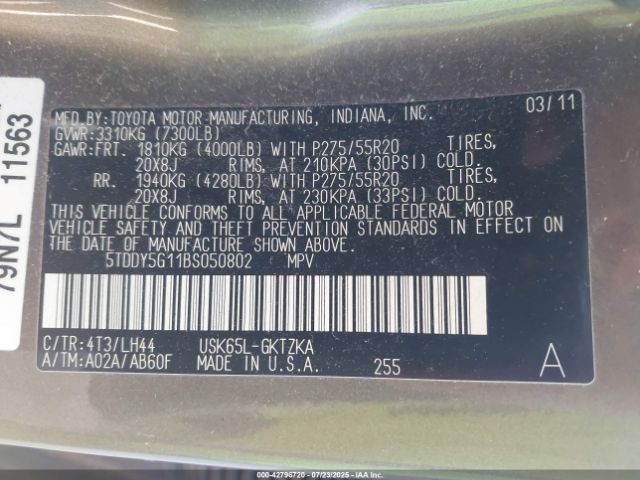 79N7L 11563
MFD.BY:TOYOTA MOTOR MANUFACTURING, INDIANA, INC. 03/11
GVWR:3310KG (7300LB)
GAWR:FRT. 1810KG (4000LB) WITH P275/55R20 TIRES,
20X8J RIMS, AT 210KPA (30PSI) COLD.
RR. 1940KG (4280LB) WITH P275/55R20 TIRES,
20X8J RIMS, AT 230KPA (33PSI) COLD.
THIS VEHICLE CONFORMS TO ALL APPLICABLE FEDERAL MOTOR
VEHICLE SAFETY AND THEFT PREVENTION STANDARDS IN EFFECT
ON THE DATE OF MANUFACTURE SHOWN ABOVE.
5TDDY5G11BS050802 MPV
C/TR:4T3/LH44 USK65L-GKTZKA
A/TM:A02A/AB60F MADE IN U.S.A. 255 A
000-42796720 - 07/23/2025 - IAAI.COM